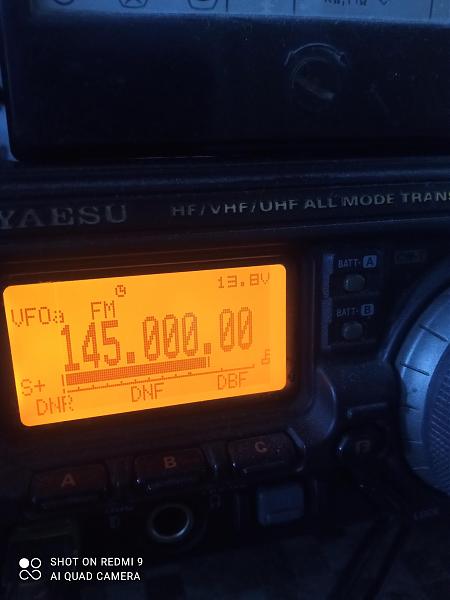 YAESU HF/VHF/UHF ALL MODE TRANS
BATT-A
BATT-B
13.8V
VFOa FM
145.000.00
S+
DNR DNF DBF
A B C F
SHOT ON REDMI 9
AI QUAD CAMERA